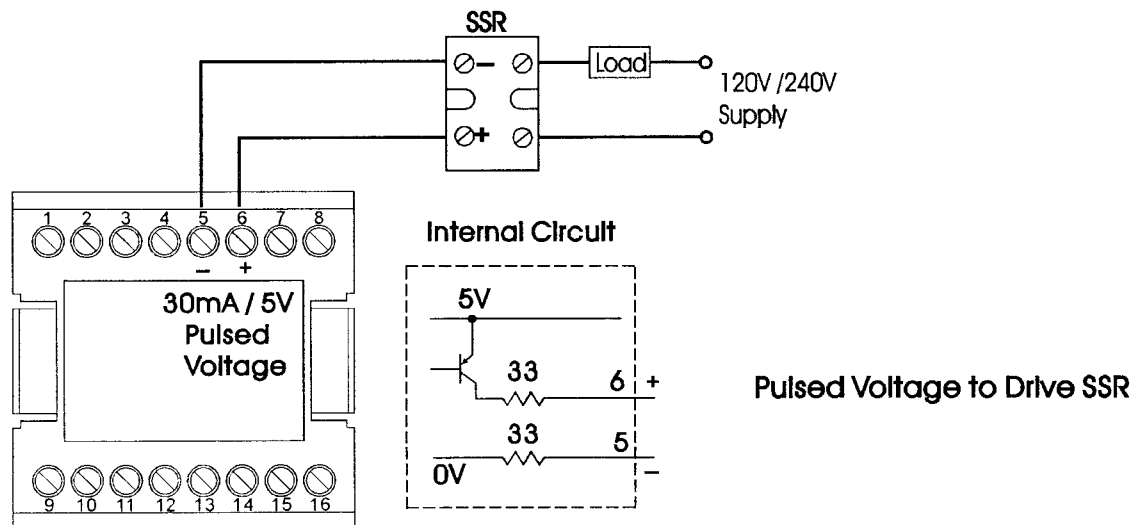 SSR
−
+
Load
120V /240V
Supply
1 2 3 4 5 6 7 8
− +
30mA / 5V
Pulsed
Voltage
9 10 11 12 13 14 15 16
Internal Circuit
5V
33 6 +
33 5
0V −
Pulsed Voltage to Drive SSR